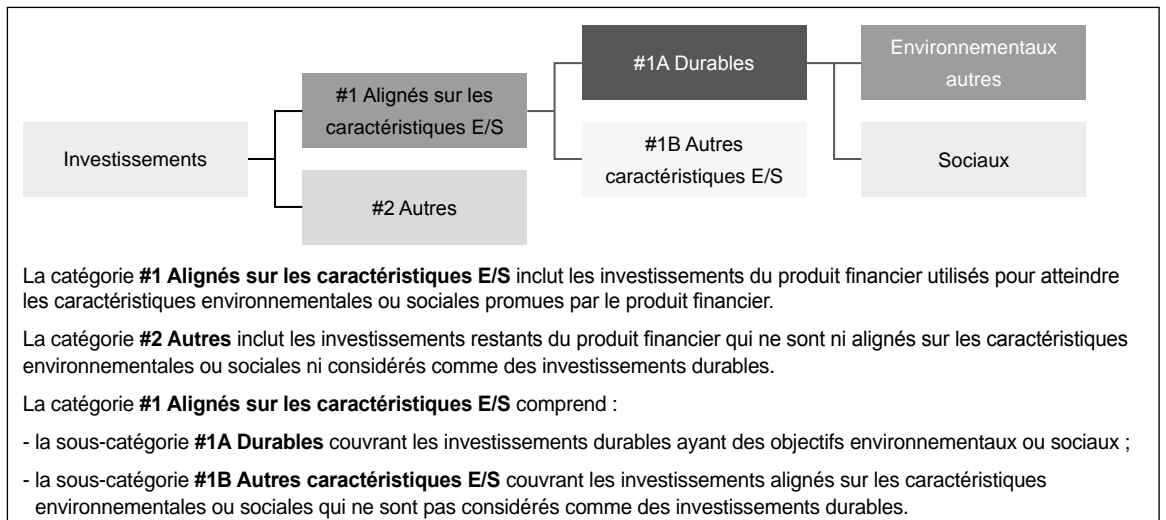 Investissements
#1 Alignés sur les
caractéristiques E/S
#2 Autres
#1A Durables
#1B Autres
caractéristiques E/S
Environnementaux
autres
Sociaux
La catégorie #1 Alignés sur les caractéristiques E/S inclut les investissements du produit financier utilisés pour atteindre
les caractéristiques environnementales ou sociales promues par le produit financier.
La catégorie #2 Autres inclut les investissements restants du produit financier qui ne sont ni alignés sur les caractéristiques
environnementales ou sociales ni considérés comme des investissements durables.
La catégorie #1 Alignés sur les caractéristiques E/S comprend :
- la sous-catégorie #1A Durables couvrant les investissements durables ayant des objectifs environnementaux ou sociaux ;
- la sous-catégorie #1B Autres caractéristiques E/S couvrant les investissements alignés sur les caractéristiques
environnementales ou sociales qui ne sont pas considérés comme des investissements durables.